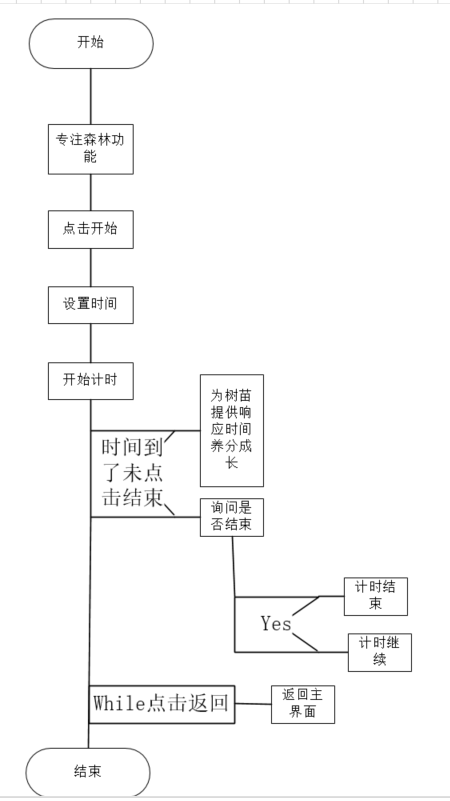 开始
专注森林功
能
点击开始
设置时间
开始计时
为树苗
提供响
应时间
养分成
长
时间到
了未点
击结束
询问是
否结束
计时结
束
Yes
计时继
续
While点击返回
返回主
界面
结束